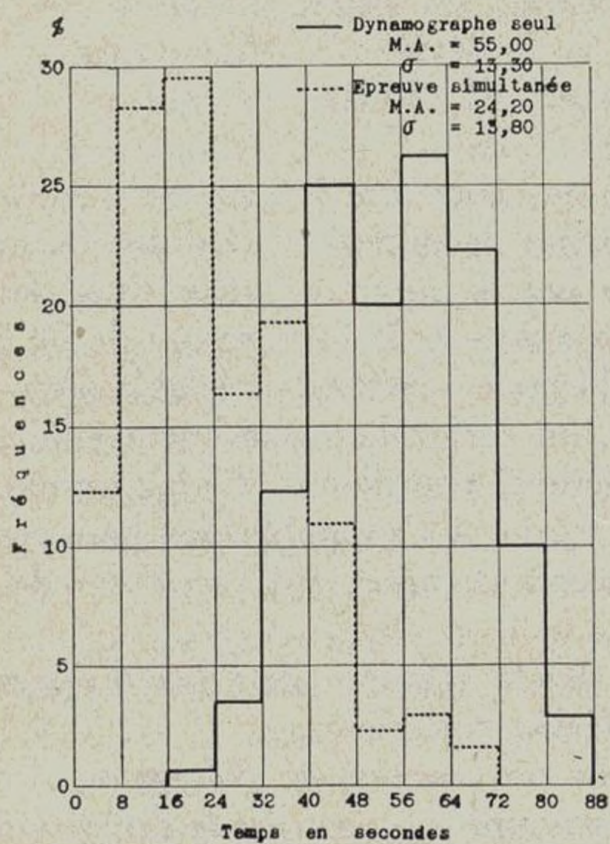 %
Dynamographe seul
M.A. = 55,00
σ = 13,30
Epreuve simultanée
M.A. = 24,20
σ = 13,80
30
25
20
15
10
5
0
Fréquences
0 8 16 24 32 40 48 56 64 72 80 88
Temps en secondes